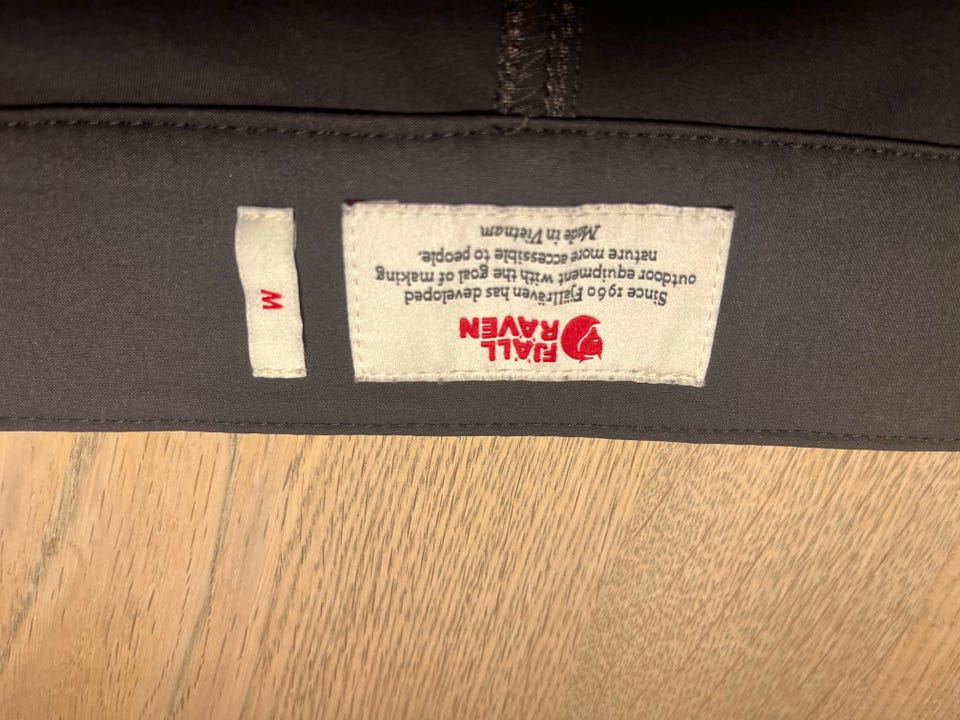 FJÄLL
RÄVEN
Since 1960 Fjällräven has developed
outdoor equipment with the goal of making
nature more accessible to people.
Made in Vietnam
M